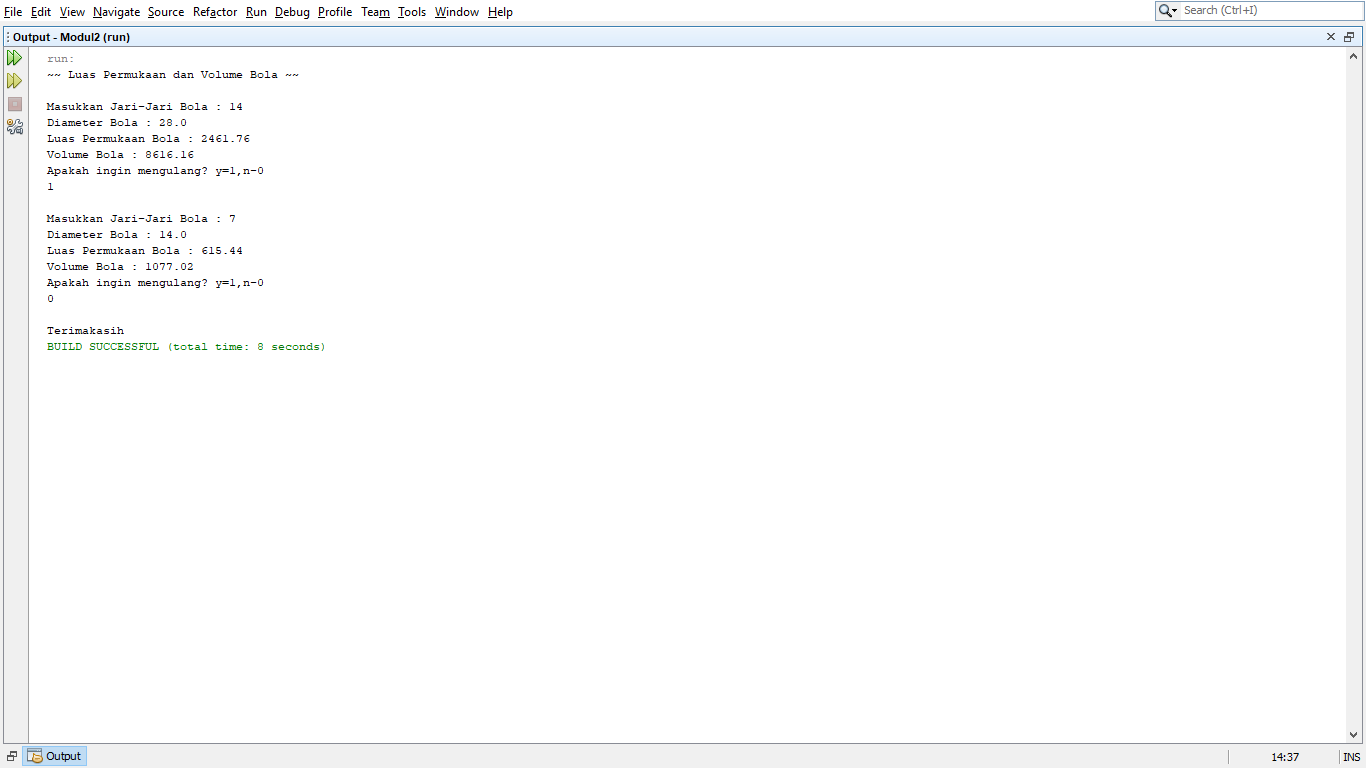 File Edit View Navigate Source Refactor Run Debug Profile Team Tools Window Help Search (Ctrl+I)
Output - Modul2 (run)
run:
~~ Luas Permukaan dan Volume Bola ~~
Masukkan Jari-Jari Bola : 14
Diameter Bola : 28.0
Luas Permukaan Bola : 2461.76
Volume Bola : 8616.16
Apakah ingin mengulang? y=1,n-0
1
Masukkan Jari-Jari Bola : 7
Diameter Bola : 14.0
Luas Permukaan Bola : 615.44
Volume Bola : 1077.02
Apakah ingin mengulang? y=1,n-0
0
Terimakasih
BUILD SUCCESSFUL (total time: 8 seconds)
Output 14:37 INS